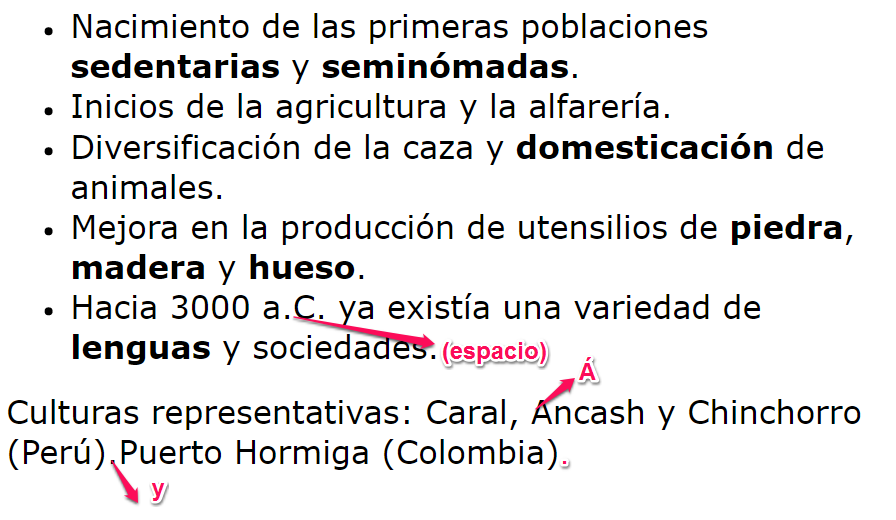 • Nacimiento de las primeras poblaciones
sedentarias y seminómadas.
• Inicios de la agricultura y la alfarería.
• Diversificación de la caza y domesticación de
animales.
• Mejora en la producción de utensilios de piedra,
madera y hueso.
• Hacia 3000 a.C. ya existía una variedad de
lenguas y sociedades. (espacio)
Á
Culturas representativas: Caral, Ancash y Chinchorro
(Perú).Puerto Hormiga (Colombia).
y